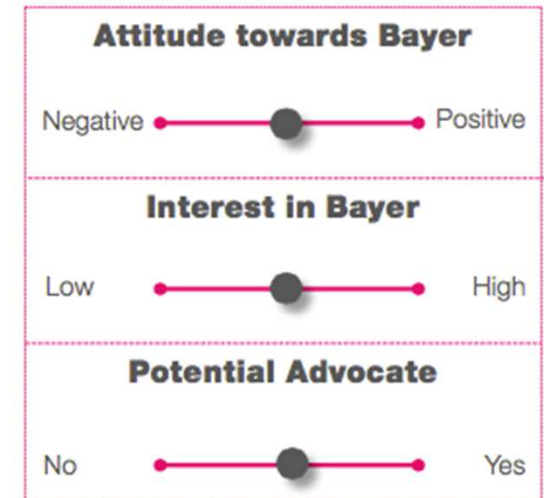 Attitude towards Bayer
Negative Positive
Interest in Bayer
Low High
Potential Advocate
No Yes